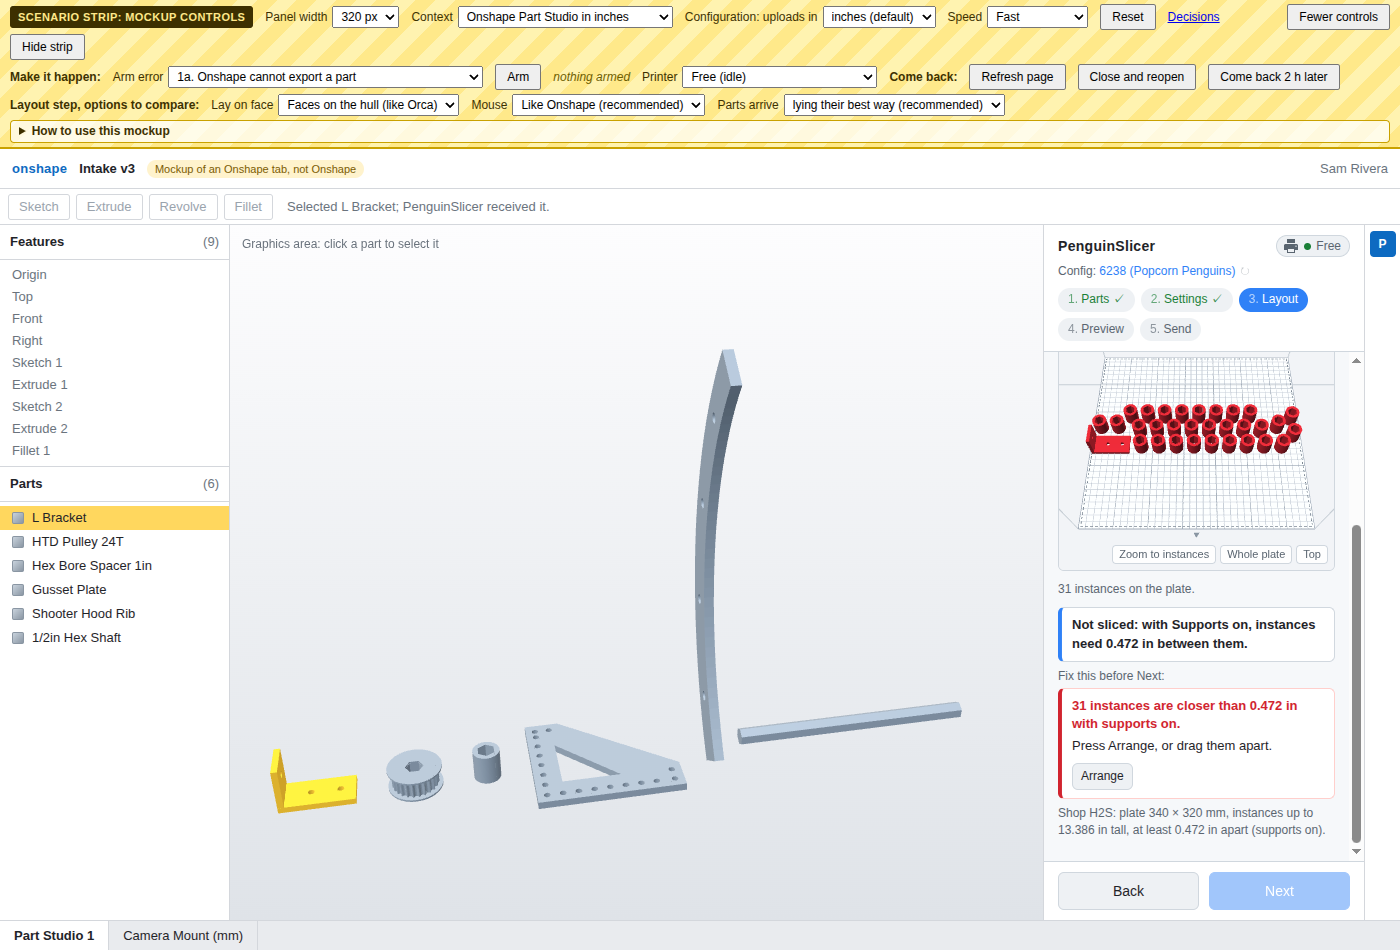 SCENARIO STRIP: MOCKUP CONTROLS Panel width 320 px Context Onshape Part Studio in inches Configuration: uploads in inches (default) Speed Fast Reset Decisions Fewer controls
Hide strip
Make it happen: Arm error 1a. Onshape cannot export a part Arm nothing armed Printer Free (idle) Come back: Refresh page Close and reopen Come back 2 h later
Layout step, options to compare: Lay on face Faces on the hull (like Orca) Mouse Like Onshape (recommended) Parts arrive lying their best way (recommended)
How to use this mockup
onshape Intake v3 Mockup of an Onshape tab, not Onshape Sam Rivera
Sketch Extrude Revolve Fillet Selected L Bracket; PenguinSlicer received it.
Features (9)
Origin
Top
Front
Right
Sketch 1
Extrude 1
Sketch 2
Extrude 2
Fillet 1
Parts (6)
L Bracket
HTD Pulley 24T
Hex Bore Spacer 1in
Gusset Plate
Shooter Hood Rib
1/2in Hex Shaft
Graphics area: click a part to select it
PenguinSlicer Free
P
Config: 6238 (Popcorn Penguins)
1. Parts ✓ 2. Settings ✓ 3. Layout
4. Preview 5. Send
Zoom to instances Whole plate Top
31 instances on the plate.
Not sliced: with Supports on, instances
need 0.472 in between them.
Fix this before Next:
31 instances are closer than 0.472 in
with supports on.
Press Arrange, or drag them apart.
Arrange
Shop H2S: plate 340 × 320 mm, instances up to
13.386 in tall, at least 0.472 in apart (supports on).
Back Next
Part Studio 1 Camera Mount (mm)